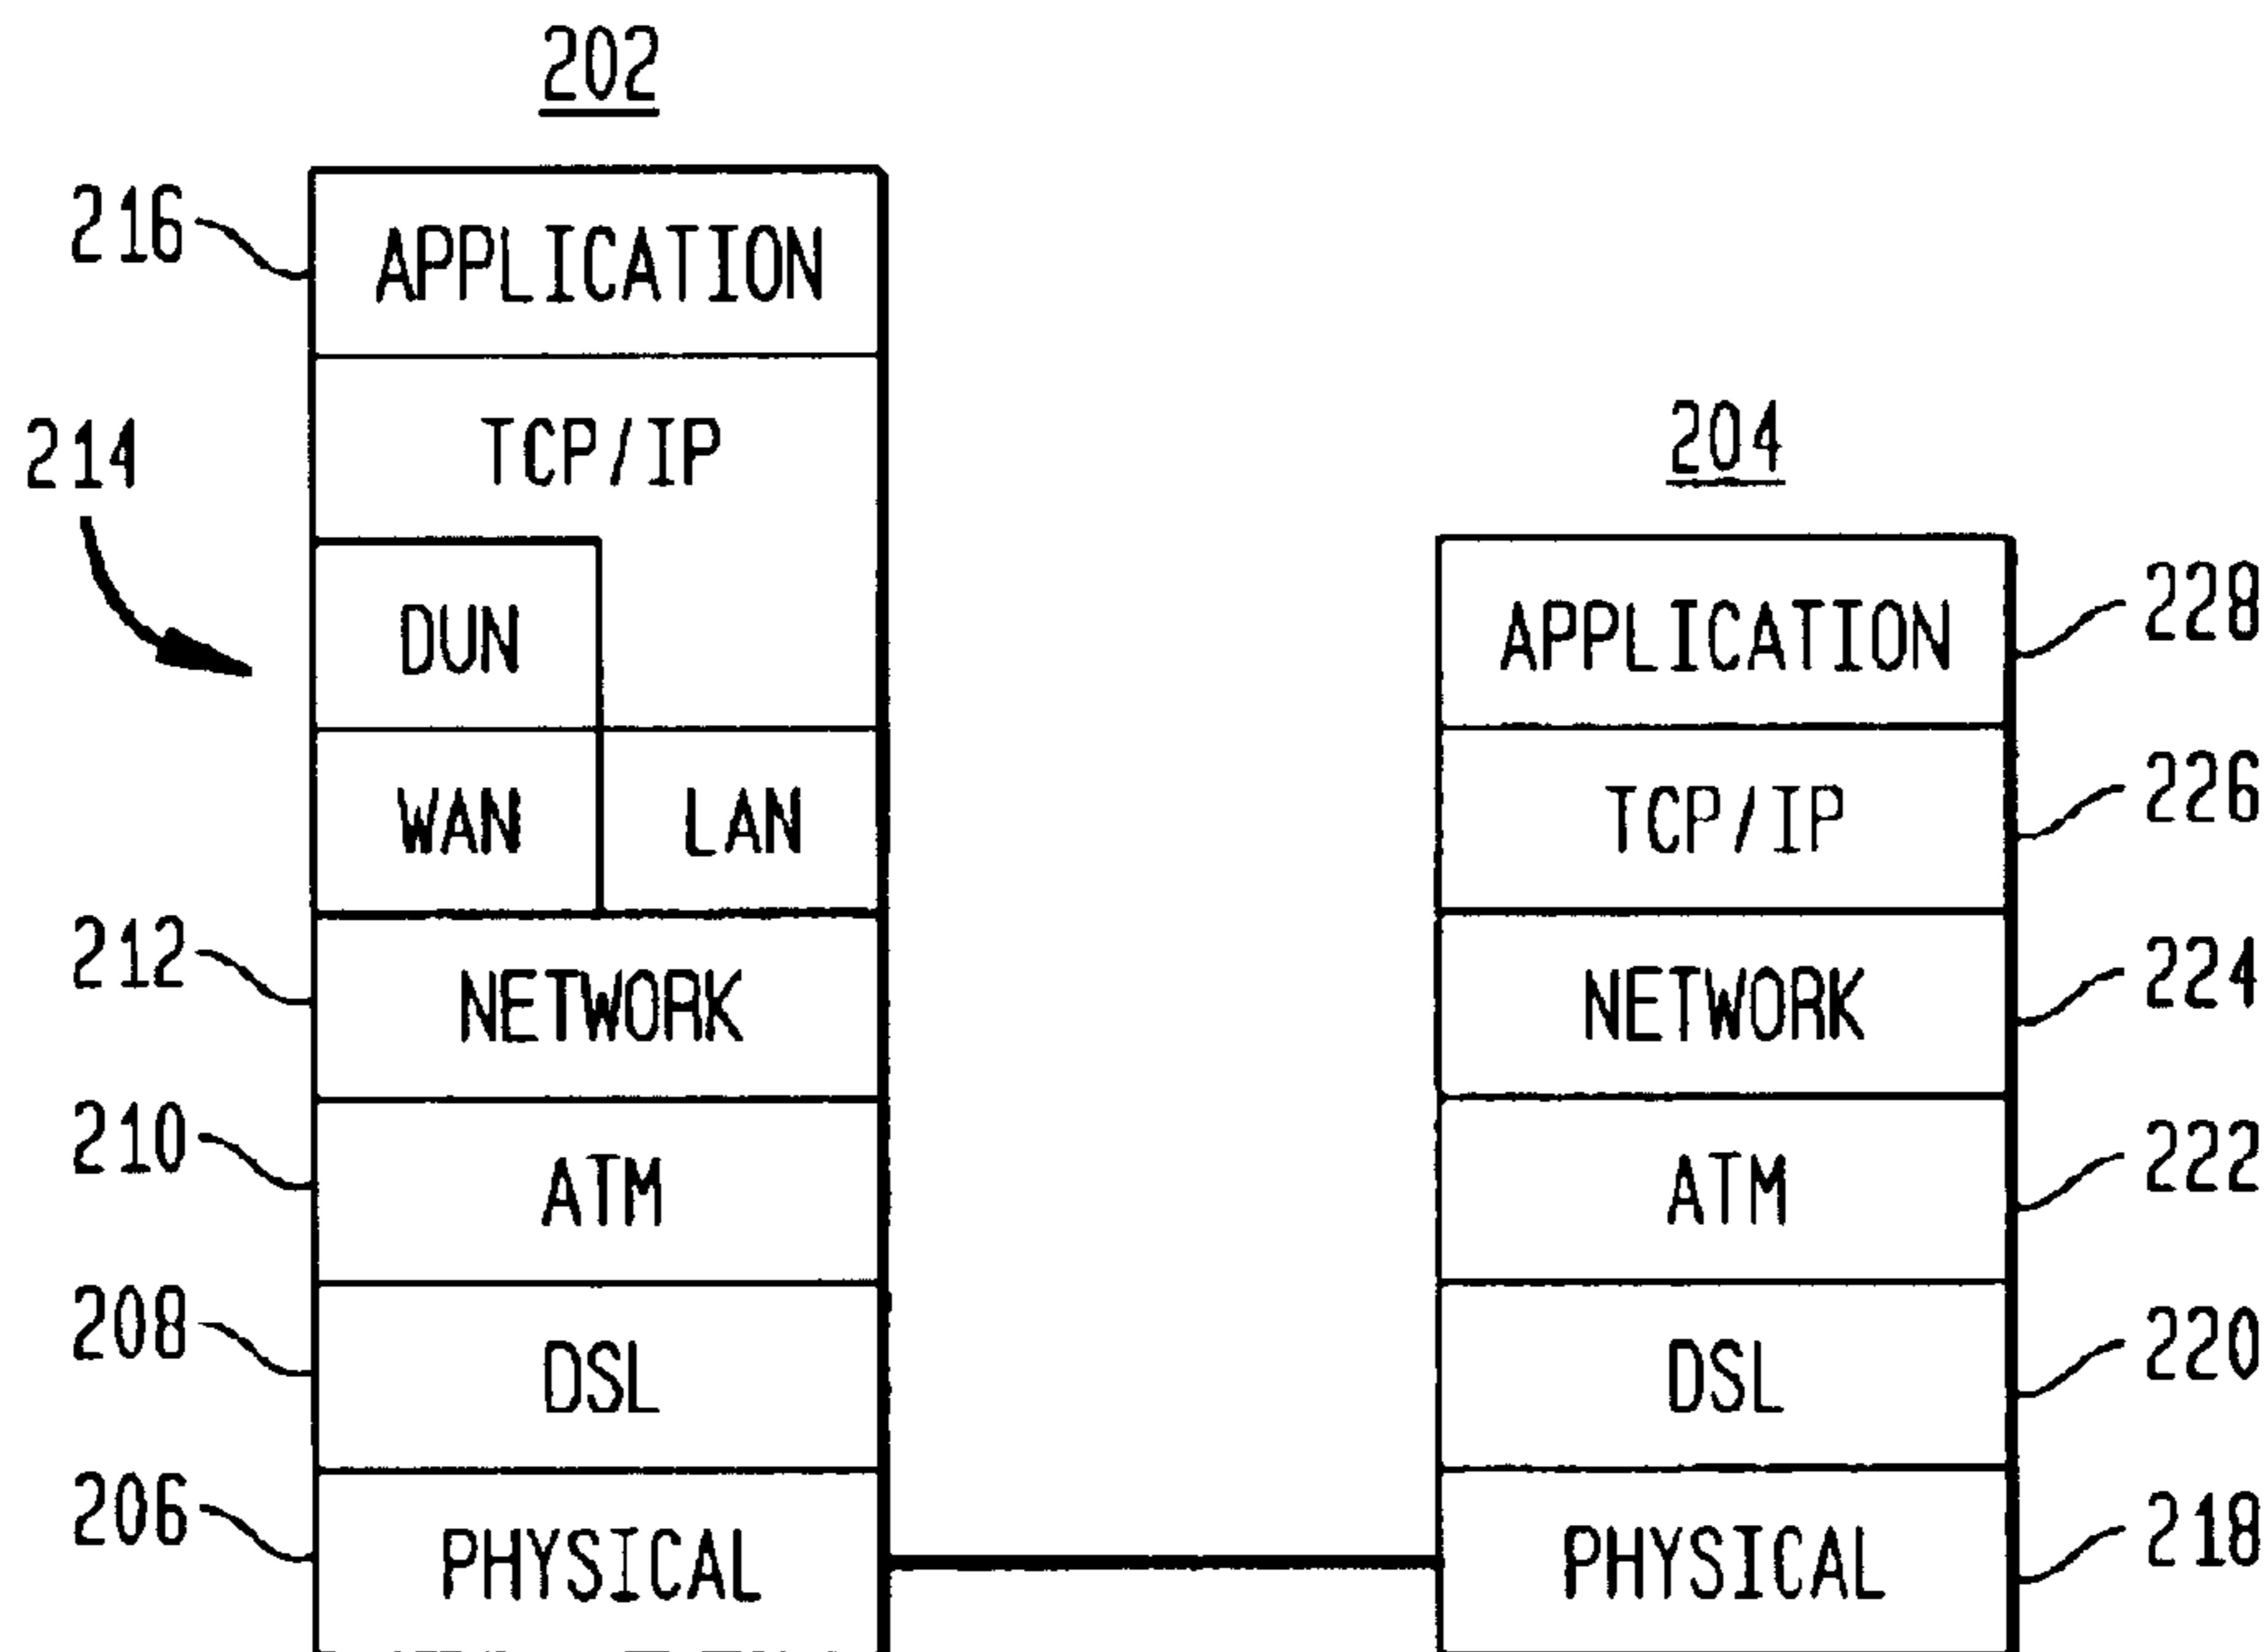 202
216
APPLICATION
214
TCP/IP
DUN
WAN LAN
212
NETWORK
210
ATM
208
DSL
206
PHYSICAL
204
APPLICATION
228
TCP/IP
226
NETWORK
224
ATM
222
DSL
220
PHYSICAL
218